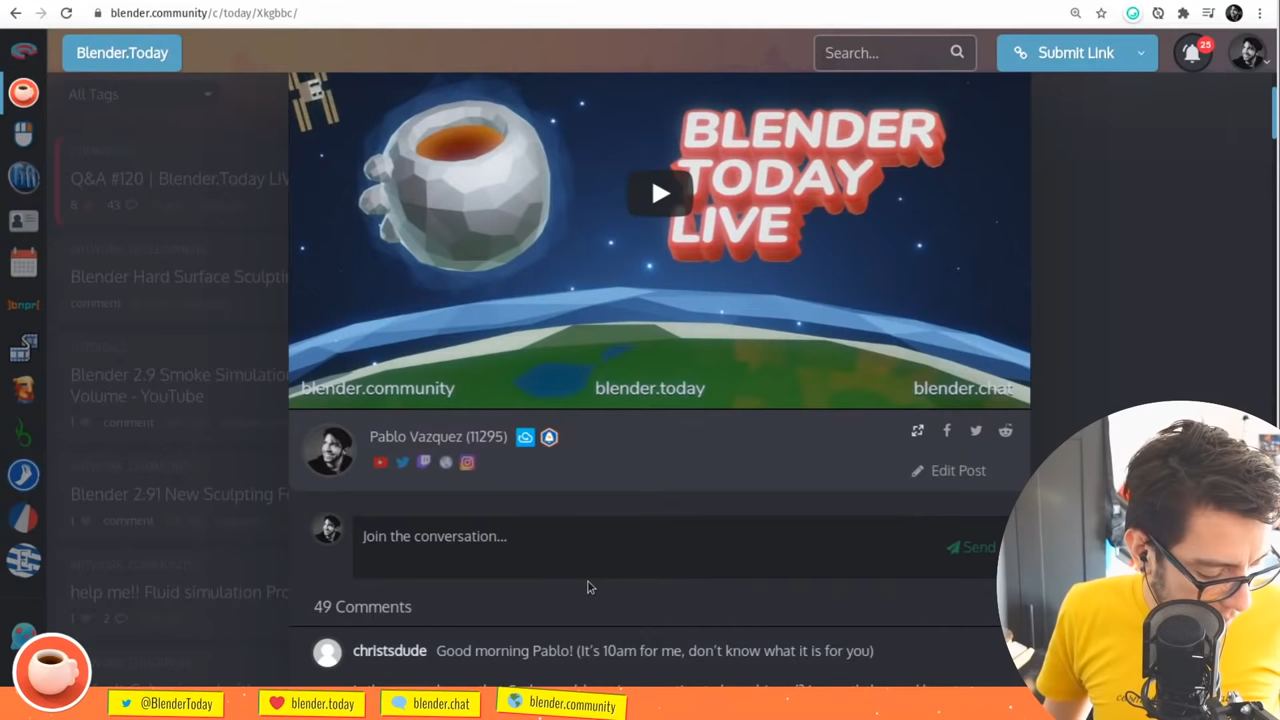 blender.community/c/today/Xkgbbc/
Blender.Today
Search...
Submit Link
25
All Tags
Q&A #120 | Blender.Today LIV
8
43
Blender Hard Surface Sculpti
comment
Blender 2.9 Smoke Simulatio
Volume - YouTube
1
comment
Blender 2.91 New Sculpting Fe
1
comment
help me!! Fluid simulation Pro
1
2
BLENDER
TODAY
LIVE
blender.community
blender.today
blender.chat
Pablo Vazquez (11295)
Edit Post
Join the conversation...
Send
49 Comments
christsdude Good morning Pablo! (It's 10am for me, don't know what it is for you)
@BlenderToday
blender.today
blender.chat
blender.community